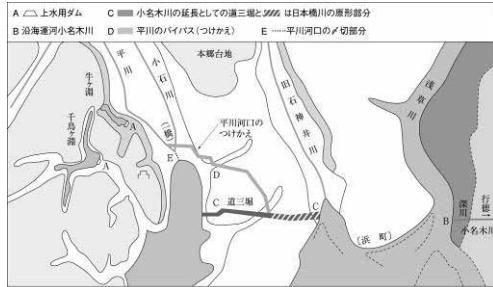 A 上水用ダム C 小名木川の延長としての道三堀と は日本橋川の原形部分
B 沿海運河小名木川 D 平川のバイパス(つけかえ) E 平川河口の〆切部分
牛ヶ淵
千鳥ヶ淵
平川
小石川
本郷台地
旧石神井川
浅草川
A
A
(一橋)
平川河口の
つけかえ
E
D
C 道三堀 C
(浜町)
深川
B
行徳
小名木川